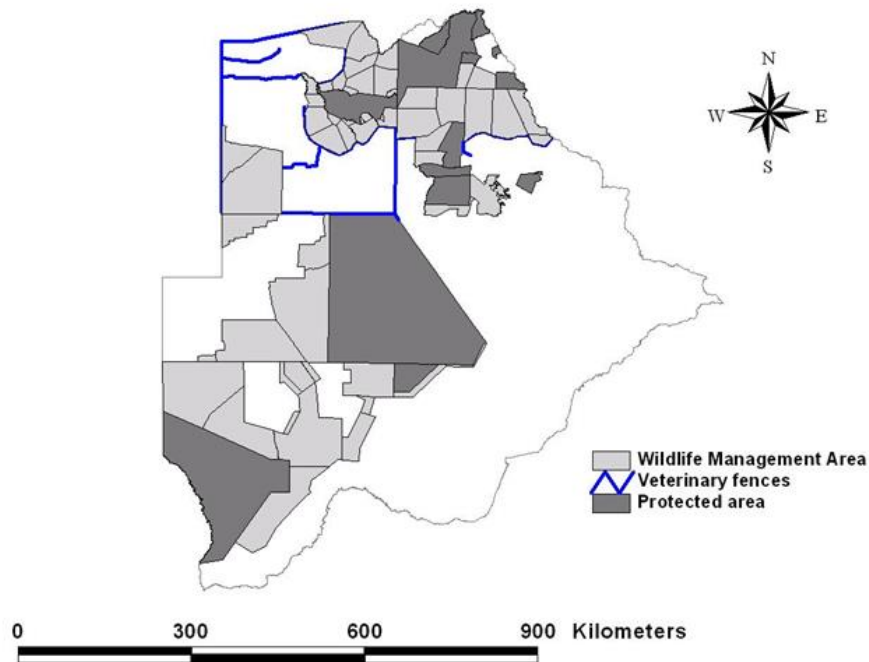 N
W E
S
Wildlife Management Area
Veterinary fences
Protected area
0 300 600 900 Kilometers